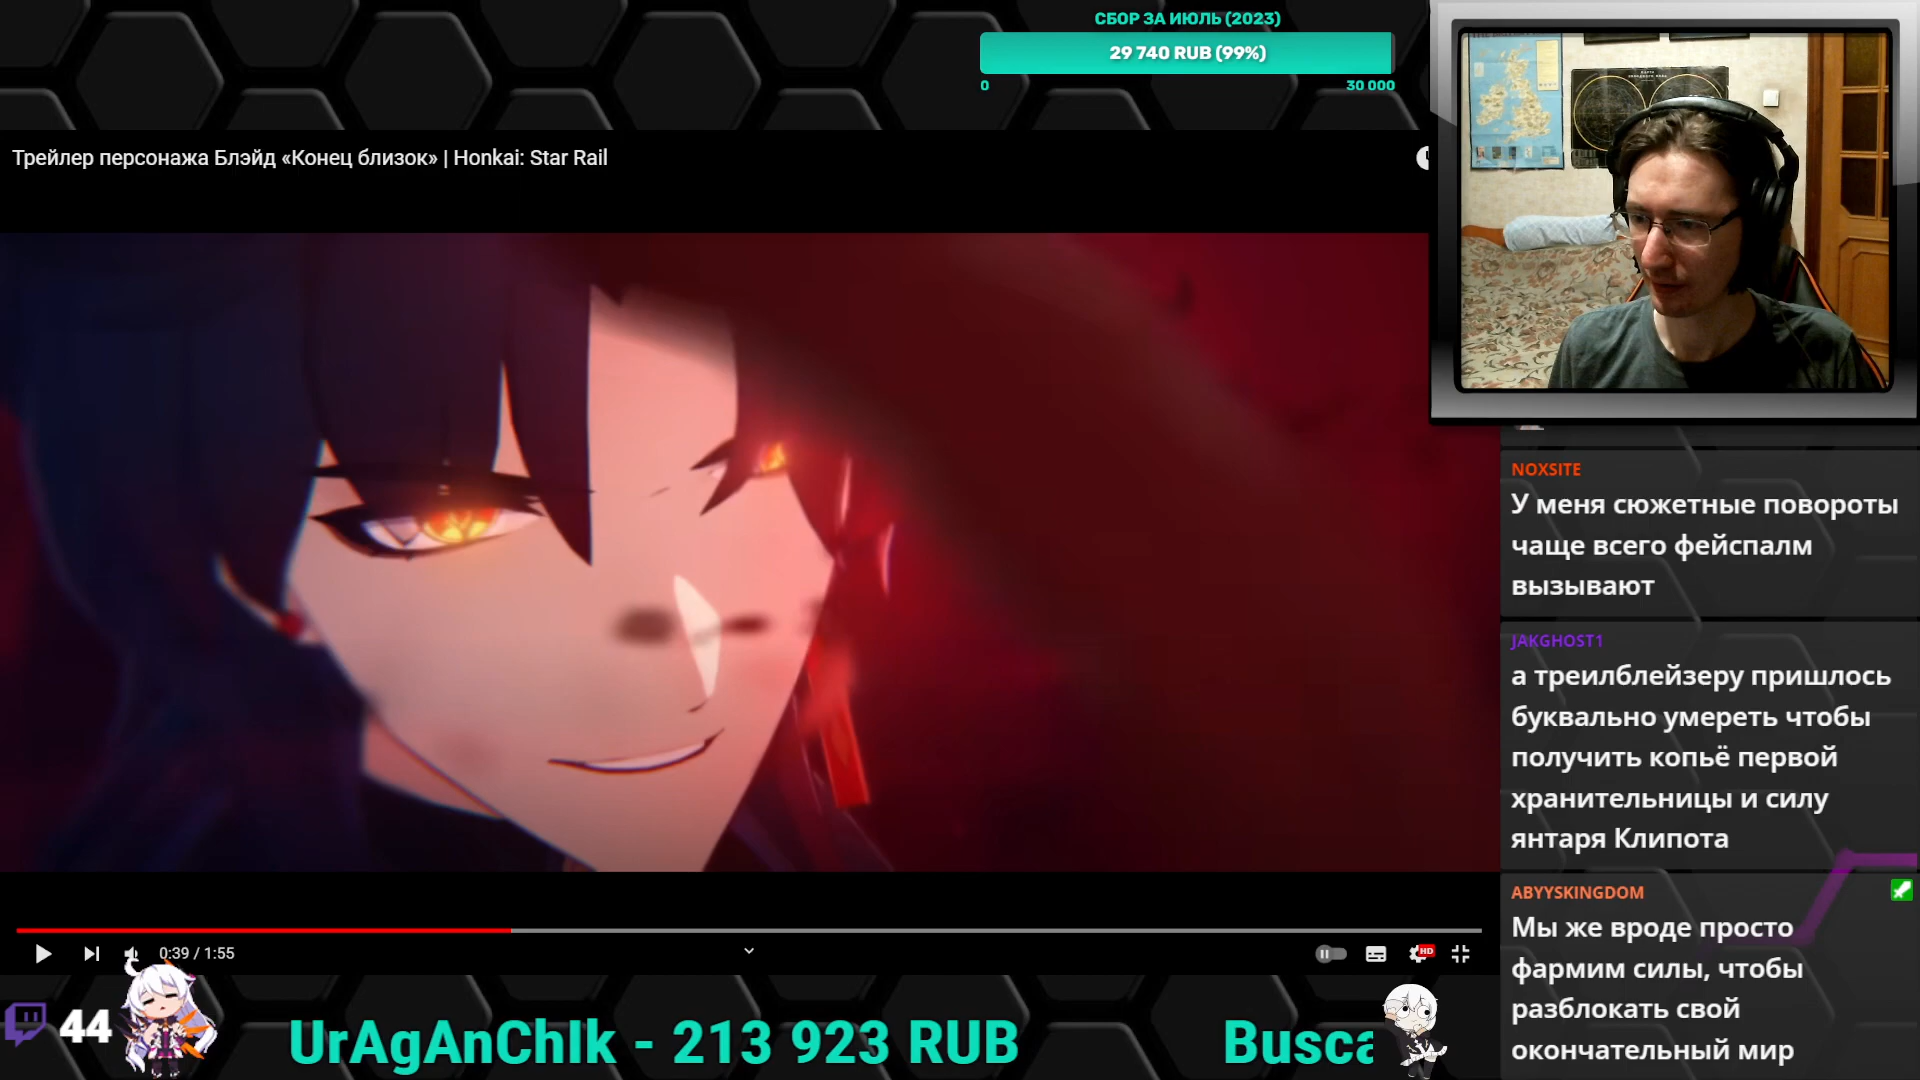 СБОР ЗА ИЮЛЬ (2023)
29 740 RUB (99%)
0
30 000
Трейлер персонажа Блэйд «Конец близок» | Honkai: Star Rail
NOXSITE
У меня сюжетные повороты
чаще всего фейспалм
вызывают
JAKGHOST1
а треилблейзеру пришлось
буквально умереть чтобы
получить копьё первой
хранительницы и силу
янтаря Клипота
ABYYSKINGDOM
Мы же вроде просто
фармим силы, чтобы
разблокать свой
окончательный мир
0:39 / 1:55
HD
44
UrAgAnChIk - 213 923 RUB
Busca